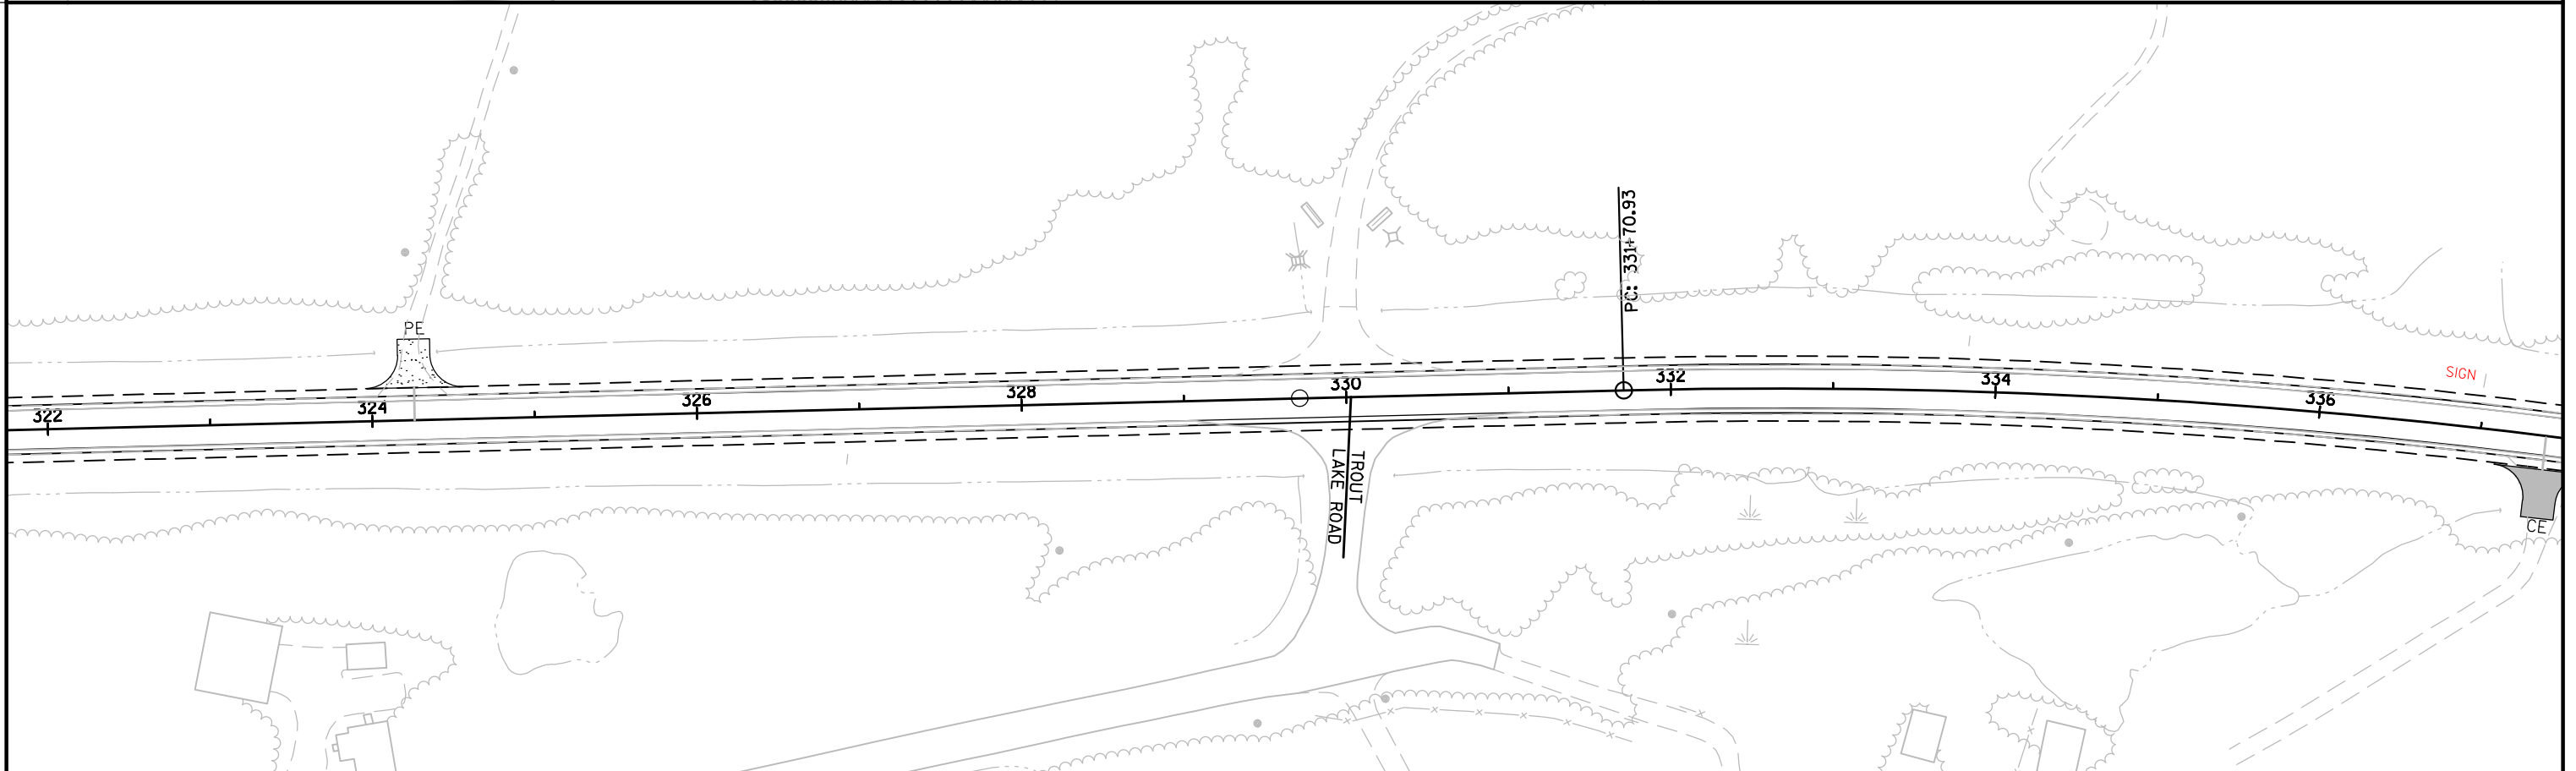 PE
PC: 331+70.93
SIGN
322
324
326
328
330
332
334
336
TROUT
LAKE ROAD
CE